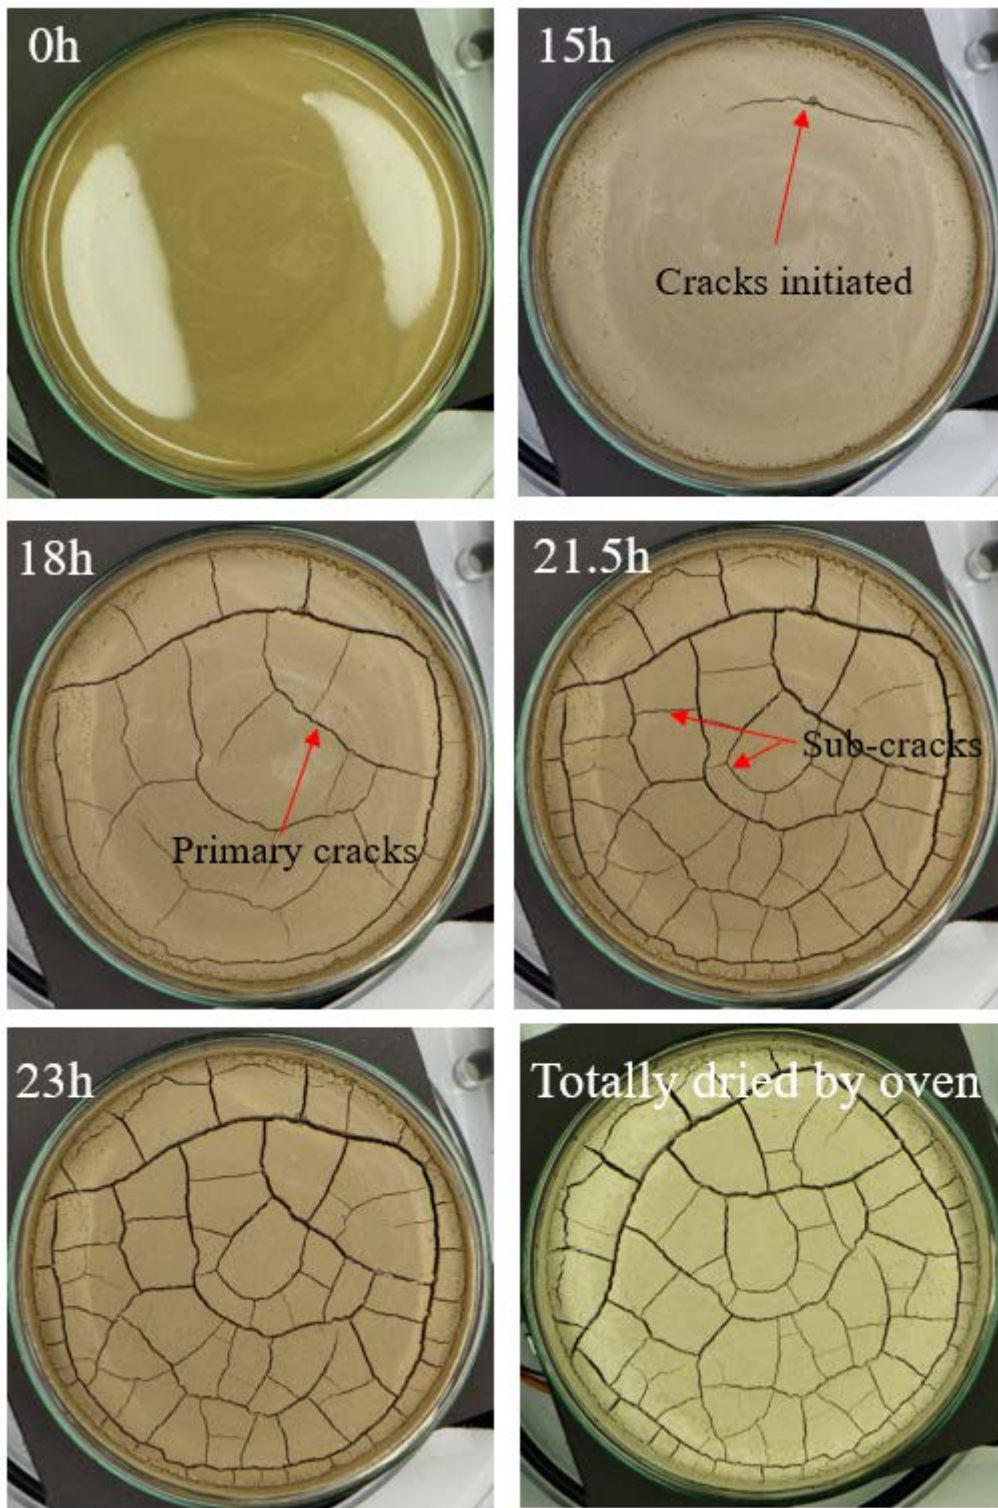 0h
15h
Cracks initiated
18h
Primary cracks
21.5h
Sub-cracks
23h
Totally dried by oven